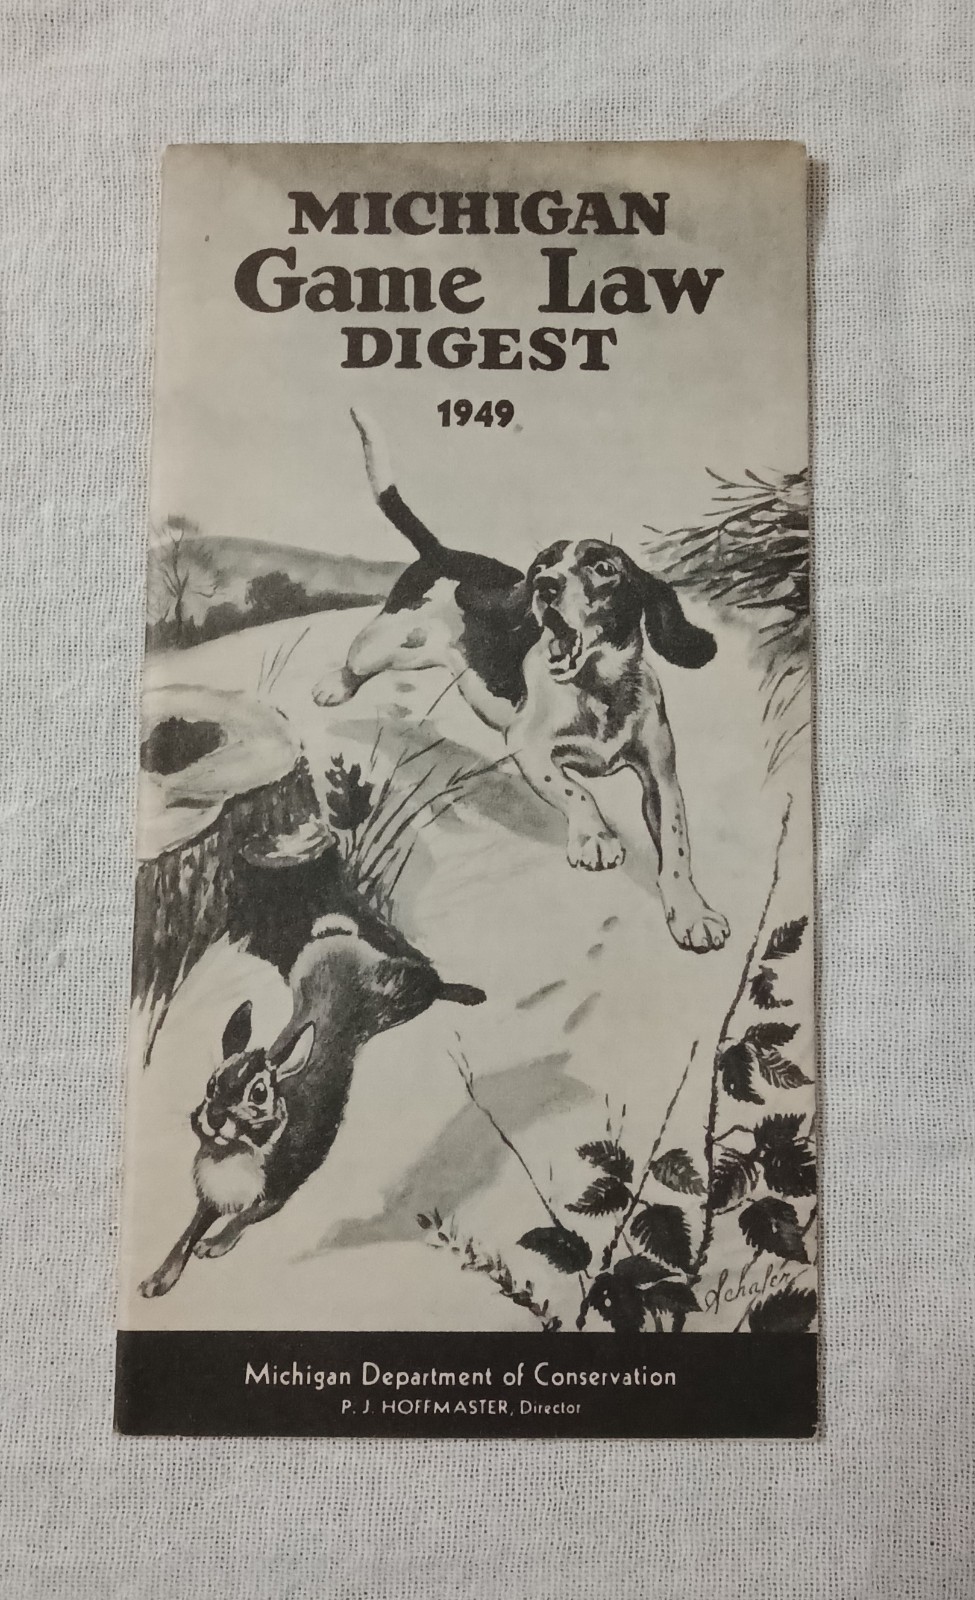 MICHIGAN
Game Law
DIGEST
1949
Schafer
Michigan Department of Conservation
P. J. HOFFMASTER, Director